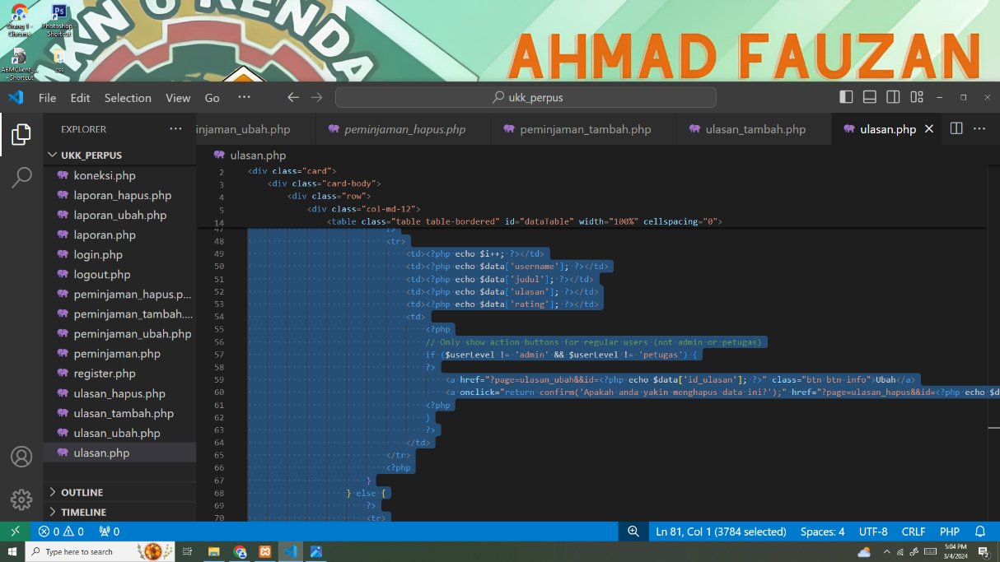 KN 6 RENDA
AHMAD FAUZAN
Orang 1 - Chrome
Photoshop - Shortcut
ABMClient_... - Shortcut
css
File Edit Selection View Go ··· ukk_perpus
EXPLORER ···
UKK_PERPUS
koneksi.php
laporan_hapus.php
laporan_ubah.php
laporan.php
login.php
logout.php
peminjaman_hapus.p...
peminjaman_tambah....
peminjaman_ubah.php
peminjaman.php
register.php
ulasan_hapus.php
ulasan_tambah.php
ulasan_ubah.php
ulasan.php
OUTLINE
TIMELINE
injaman_ubah.php peminjaman_hapus.php peminjaman_tambah.php ulasan_tambah.php ulasan.php ···
ulasan.php
2 <div class="card">
3 <div class="card-body">
4 <div class="row">
5 <div class="col-md-12">
14 <table class="table table-bordered" id="dataTable" width="100%" cellspacing="0">
47 ?>
48 <tr>
49 <td><?php echo $i++; ?></td>
50 <td><?php echo $data['username']; ?></td>
51 <td><?php echo $data['judul']; ?></td>
52 <td><?php echo $data['ulasan']; ?></td>
53 <td><?php echo $data['rating']; ?></td>
54 <td>
55 <?php
56 // Only show action buttons for regular users (not admin or petugas)
57 if ($userLevel != 'admin' && $userLevel != 'petugas') {
58 ?>
59 <a href="?page=ulasan_ubah&&id=<?php echo $data['id_ulasan']; ?>" class="btn btn-info">Ubah</a>
60 <a onclick="return confirm('Apakah anda yakin menghapus data ini?');" href="?page=ulasan_hapus&&id=<?php echo $d
61 <?php
62 }
63 ?>
64 </td>
65 </tr>
66 <?php
67 }
68 } else {
69 ?>
70 <tr>
0 0 0 Ln 81, Col 1 (3784 selected) Spaces: 4 UTF-8 CRLF PHP
Type here to search
5:04 PM
3/4/2024
2